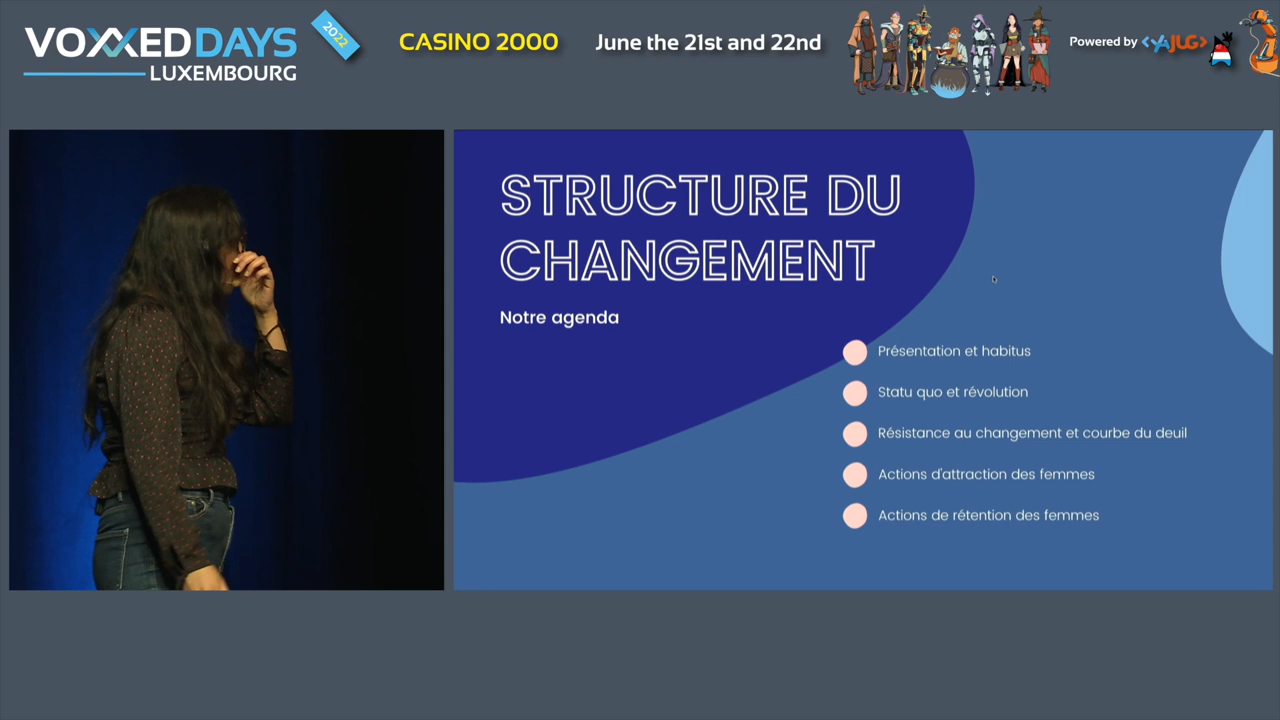 VOXXEDDAYS
LUXEMBOURG
2022
CASINO 2000
June the 21st and 22nd
Powered by <YAJUG>
STRUCTURE DU
CHANGEMENT
Notre agenda
Présentation et habitus
Statu quo et révolution
Résistance au changement et courbe du deuil
Actions d'attraction des femmes
Actions de rétention des femmes